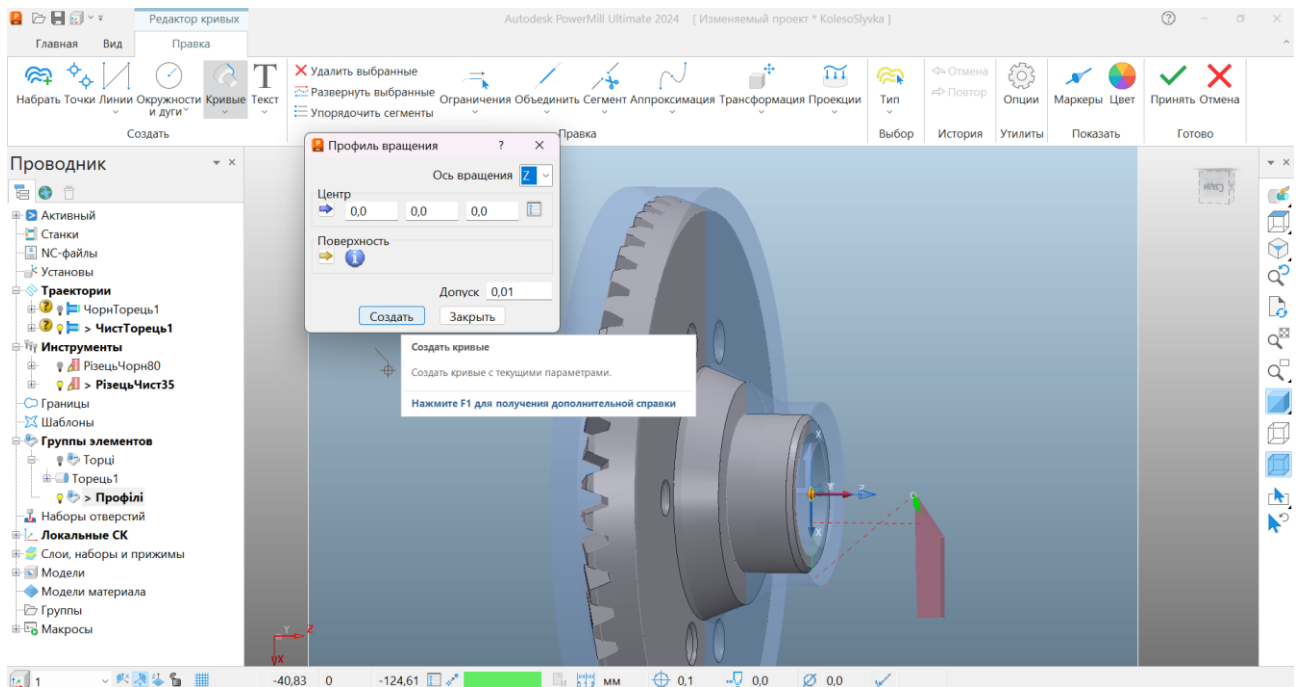 Редактор кривых
Autodesk PowerMill Ultimate 2024 [ Изменяемый проект * KolesoSlyvka ]
Главная Вид Правка
Набрать Точки Линии Окружности и дуги Кривые Текст
Удалить выбранные
Развернуть выбранные
Упорядочить сегменты
Ограничения Объединить Сегмент Аппроксимация Трансформация Проекции
Тип
Отмена
Повтор
Опции
Маркеры Цвет
Принять Отмена
Создать Правка Выбор История Утилиты Показать Готово
Проводник
Активный
Станки
NC-файлы
Установы
Траектории
ЧорнТорець1
> ЧистТорець1
Инструменты
РізецьЧорн80
> РізецьЧист35
Границы
Шаблоны
Группы элементов
Торці
Торець1
> Профілі
Наборы отверстий
Локальные СК
Слои, наборы и прижимы
Модели
Модели материала
Группы
Макросы
Профиль вращения ? ×
Ось вращения Z
Центр
0,0 0,0 0,0
Поверхность
Допуск 0,01
Создать Закрыть
Создать кривые
Создать кривые с текущими параметрами.
Нажмите F1 для получения дополнительной справки
X
Y Z
X
Y Z
X
1 -40,83 0 -124,61 мм 0,1 0,0 0,0